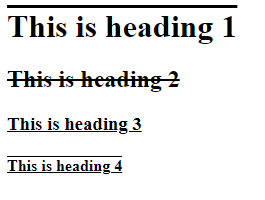 This is heading 1
This is heading 2
This is heading 3
This is heading 4